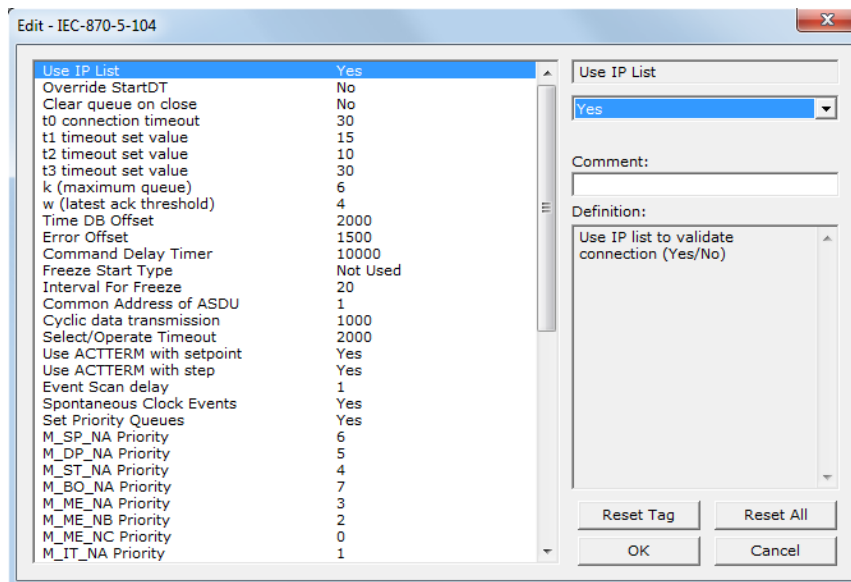 Edit - IEC-870-5-104
Use IP List Yes
Override StartDT No
Clear queue on close No
t0 connection timeout 30
t1 timeout set value 15
t2 timeout set value 10
t3 timeout set value 30
k (maximum queue) 6
w (latest ack threshold) 4
Time DB Offset 2000
Error Offset 1500
Command Delay Timer 10000
Freeze Start Type Not Used
Interval For Freeze 20
Common Address of ASDU 1
Cyclic data transmission 1000
Select/Operate Timeout 2000
Use ACTTERM with setpoint Yes
Use ACTTERM with step Yes
Event Scan delay 1
Spontaneous Clock Events Yes
Set Priority Queues Yes
M_SP_NA Priority 6
M_DP_NA Priority 5
M_ST_NA Priority 4
M_BO_NA Priority 7
M_ME_NA Priority 3
M_ME_NB Priority 2
M_ME_NC Priority 0
M_IT_NA Priority 1
Use IP List
Yes
Comment:
Definition:
Use IP list to validate
connection (Yes/No)
Reset Tag Reset All
OK Cancel